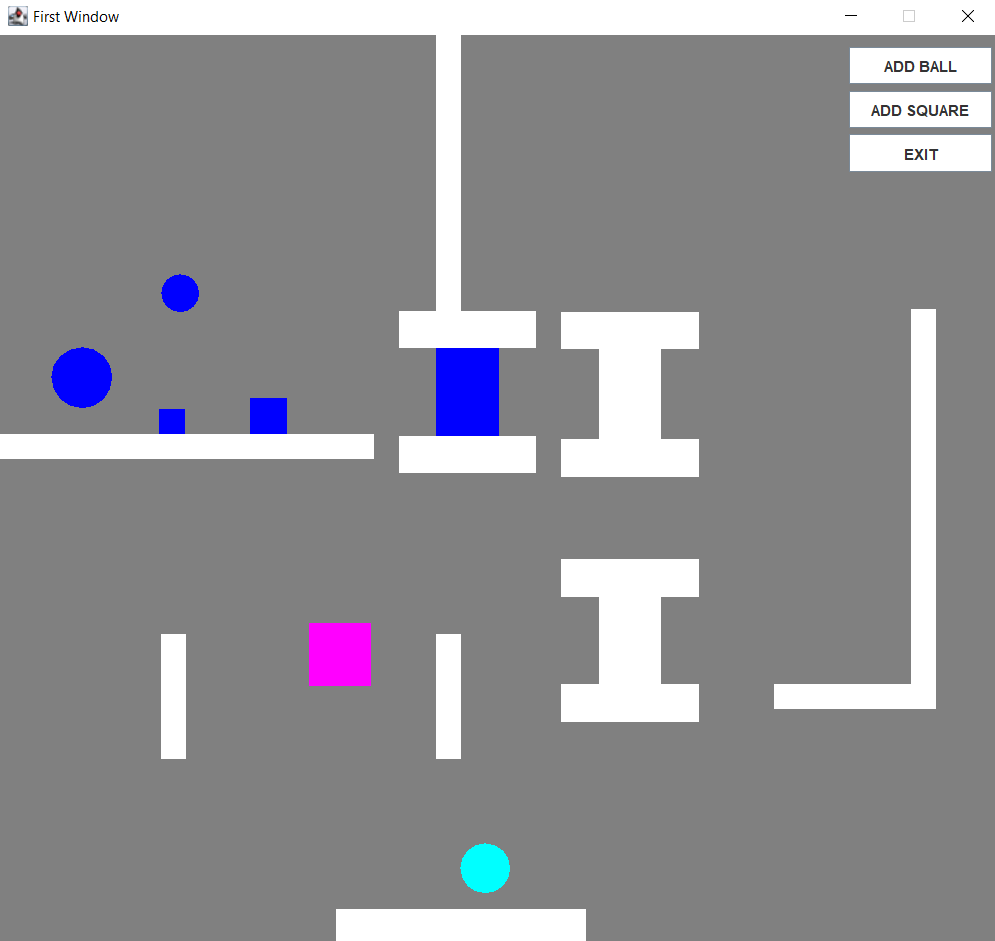 First Window
ADD BALL
ADD SQUARE
EXIT